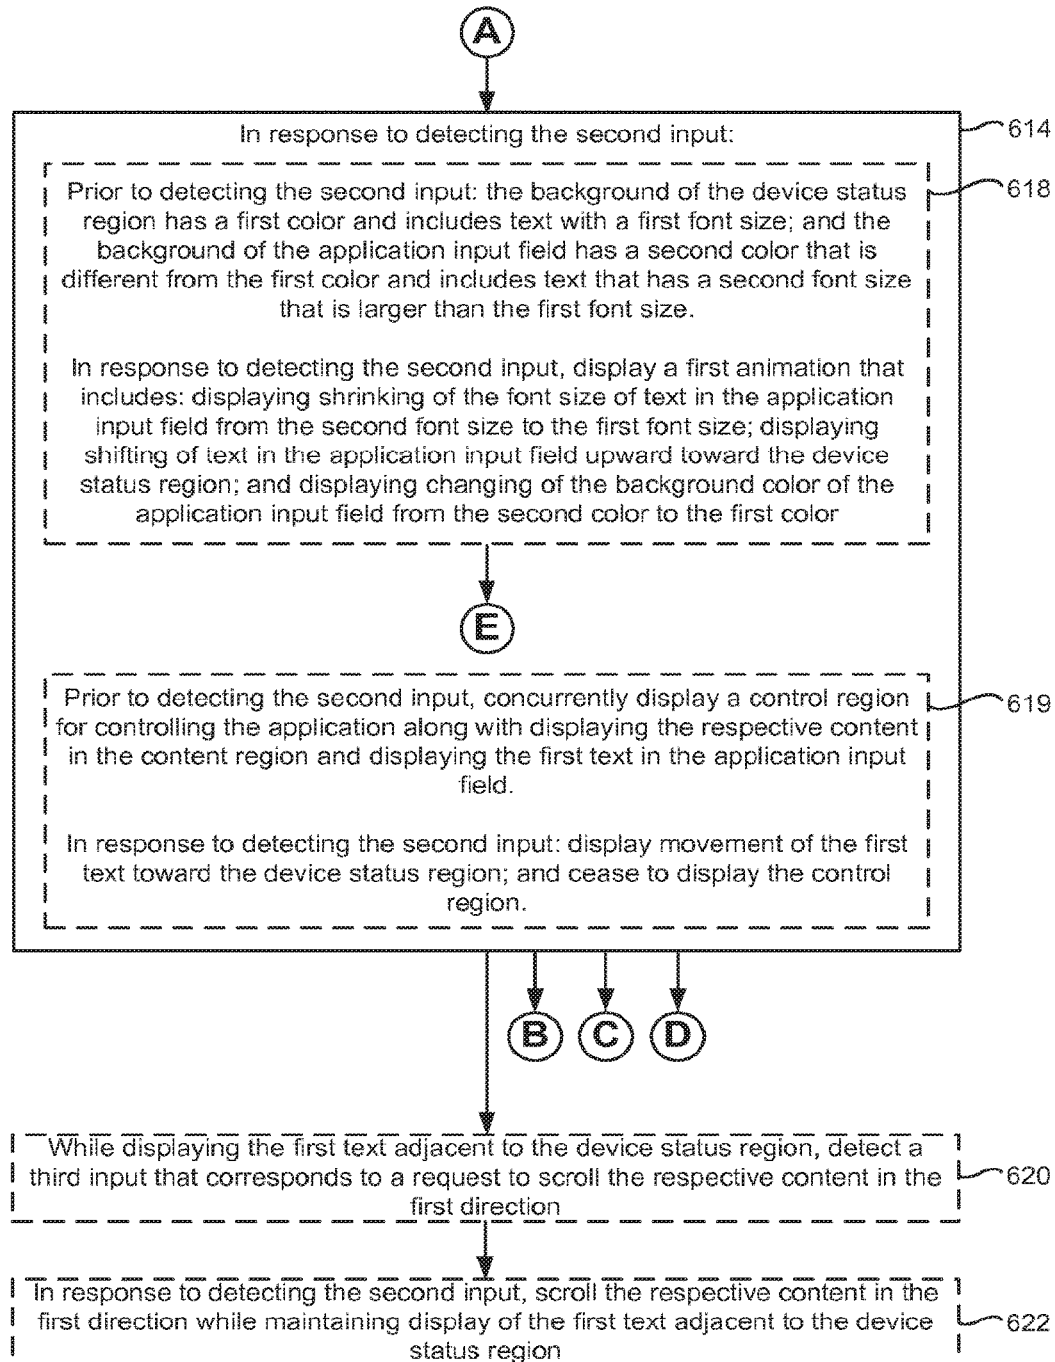 A
In response to detecting the second input:
614
Prior to detecting the second input: the background of the device status
618
region has a first color and includes text with a first font size; and the
background of the application input field has a second color that is
different from the first color and includes text that has a second font size
that is larger than the first font size.
In response to detecting the second input, display a first animation that
includes: displaying shrinking of the font size of text in the application
input field from the second font size to the first font size; displaying
shifting of text in the application input field upward toward the device
status region; and displaying changing of the background color of the
application input field from the second color to the first color
E
Prior to detecting the second input, concurrently display a control region
619
for controlling the application along with displaying the respective content
in the content region and displaying the first text in the application input
field.
In response to detecting the second input: display movement of the first
text toward the device status region; and cease to display the control
region.
B C D
While displaying the first text adjacent to the device status region, detect a
third input that corresponds to a request to scroll the respective content in the
620
first direction
In response to detecting the second input, scroll the respective content in the
first direction while maintaining display of the first text adjacent to the device
622
status region